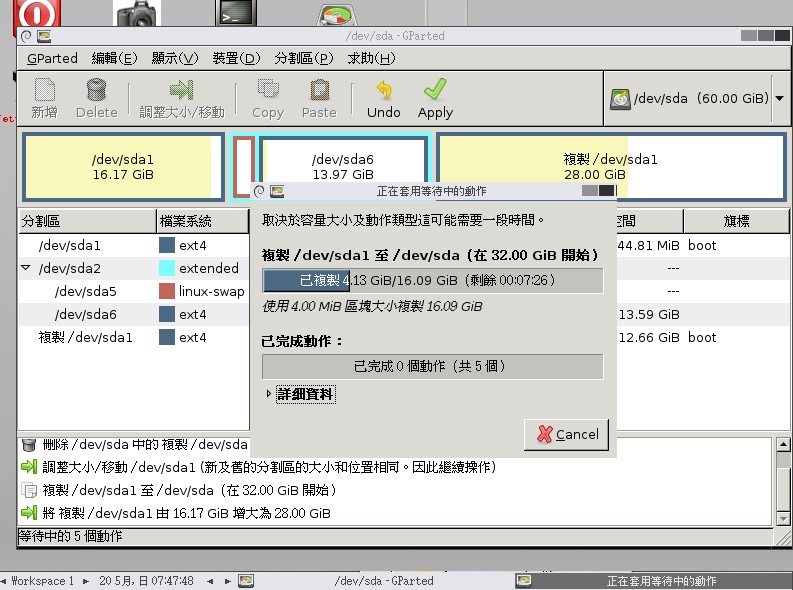 /dev/sda - GParted
GParted 編輯(E) 顯示(V) 裝置(D) 分割區(P) 求助(H)
新增 Delete 調整大小/移動 Copy Paste Undo Apply /dev/sda (60.00 GiB)
/dev/sda1
16.17 GiB
/dev/sda6
13.97 GiB
複製 /dev/sda1
28.00 GiB
正在套用等待中的動作
取決於容量大小及動作類型這可能需要一段時間。
複製 /dev/sda1 至 /dev/sda (在 32.00 GiB 開始)
已複製 4.13 GiB/16.09 GiB (剩餘 00:07:26)
使用 4.00 MiB 區塊大小複製 16.09 GiB
已完成動作：
已完成 0 個動作 (共 5 個)
詳細資料
Cancel
分割區 檔案系統 空間 旗標
/dev/sda1 ext4 44.81 MiB boot
/dev/sda2 extended ---
/dev/sda5 linux-swap ---
/dev/sda6 ext4 13.59 GiB
複製 /dev/sda1 ext4 12.66 GiB boot
刪除 /dev/sda 中的 複製 /dev/sda
調整大小/移動 /dev/sda1 (新及舊的分割區的大小和位置相同。因此繼續操作)
複製 /dev/sda1 至 /dev/sda (在 32.00 GiB 開始)
將 複製 /dev/sda1 由 16.17 GiB 增大為 28.00 GiB
等待中的 5 個動作
Workspace 1 20 5月, 日 07:47:48 /dev/sda - GParted 正在套用等待中的動作